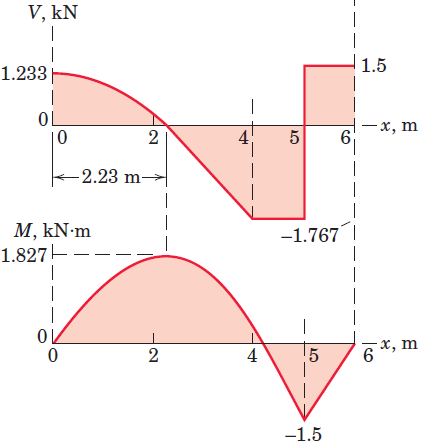 V, kN
1.233
1.5
0
0 2 4 5 6 x, m
2.23 m
M, kN·m
−1.767
1.827
0
x, m
0 2 4 5 6
−1.5